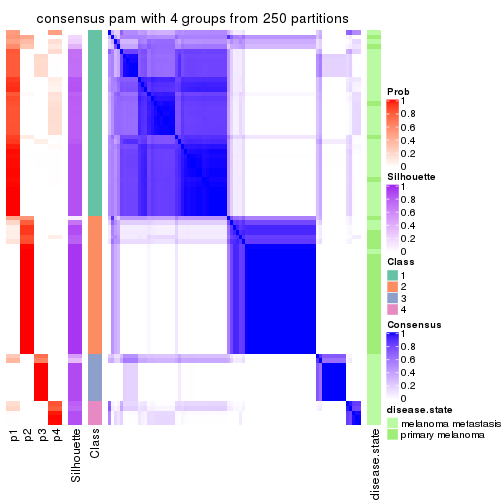 consensus pam with 4 groups from 250 partitions
Prob
1
0.8
0.6
0.4
0.2
0
Silhouette
1
0.8
0.6
0.4
0.2
0
Class
1
2
3
4
Consensus
1
0.8
0.6
0.4
0.2
0
disease.state
melanoma metastasis
primary melanoma
p1
p2
p3
p4
Silhouette
Class
disease.state